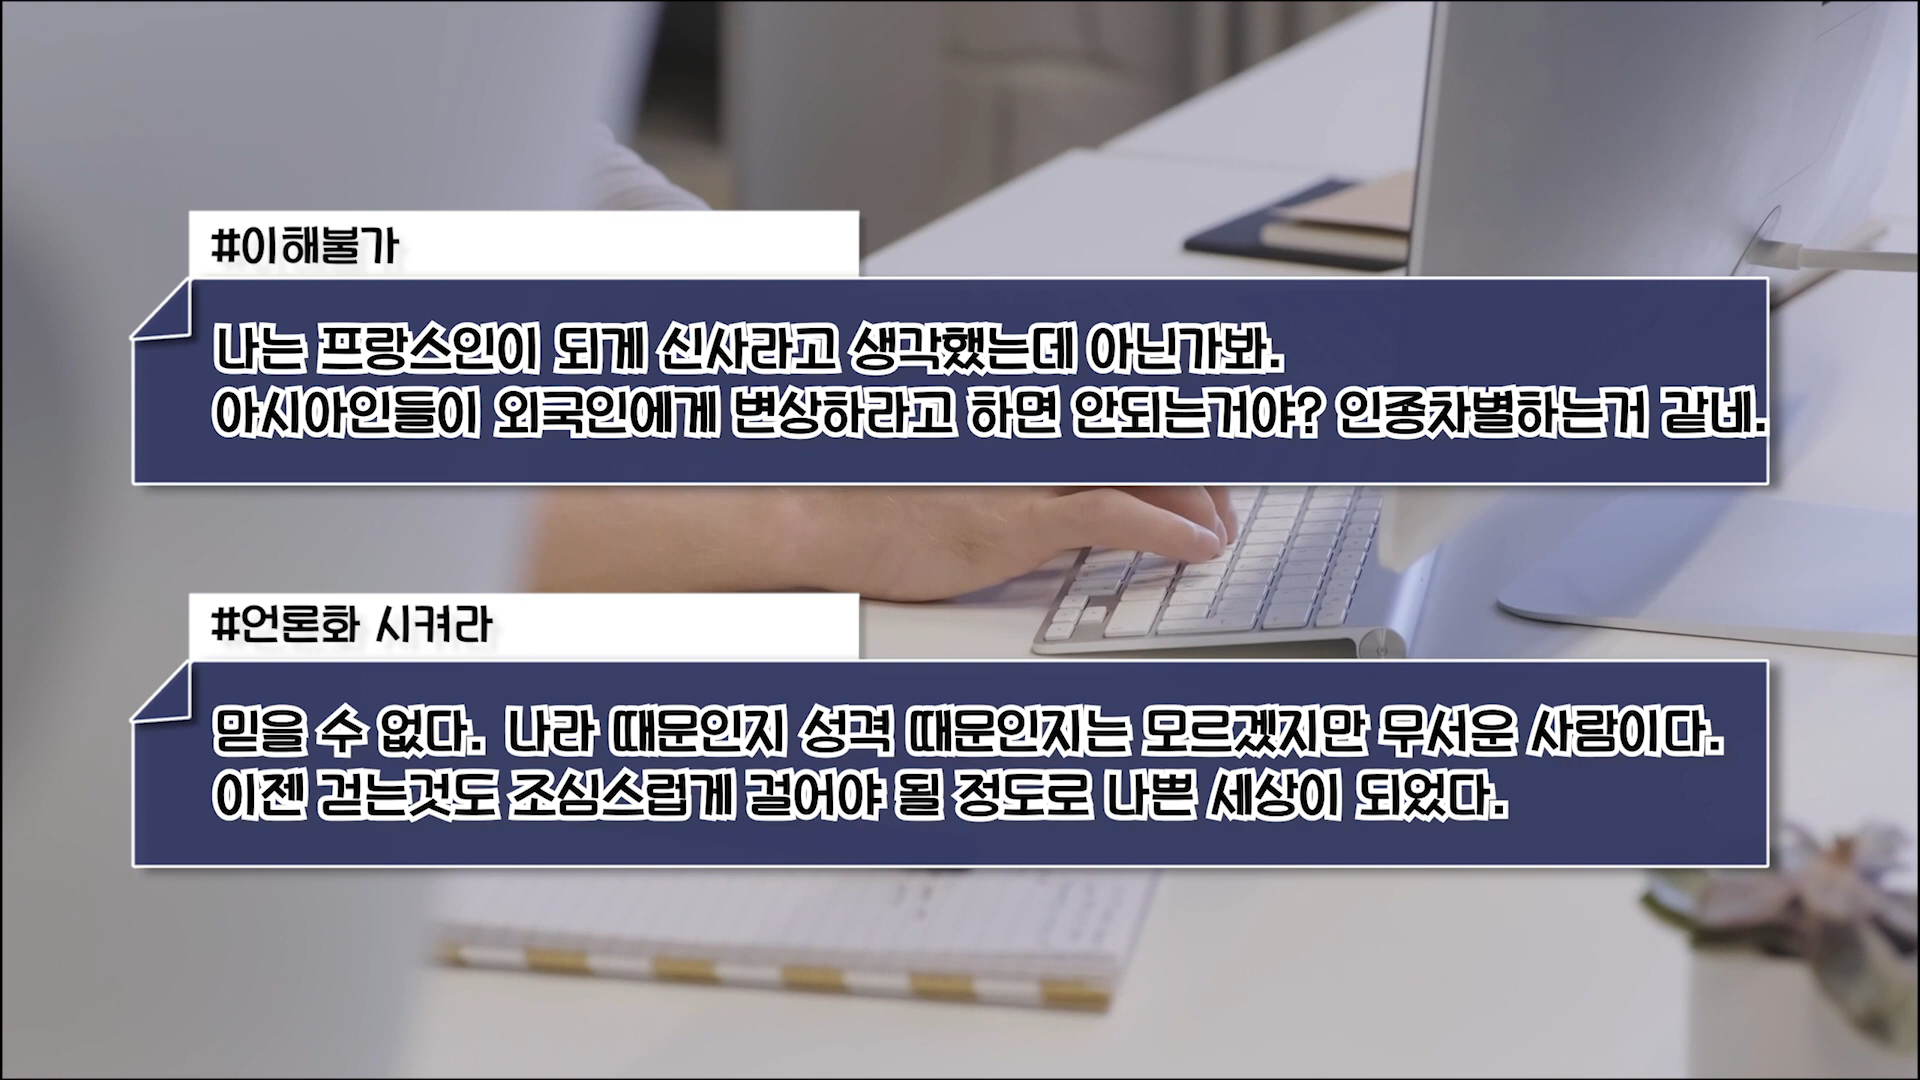 #이해불가
나는 프랑스인이 되게 신사라고 생각했는데 아닌가봐.
아시아인들이 외국인에게 변상하라고 하면 안되는거야? 인종차별하는거 같네.
#언론화 시켜라
믿을 수 없다. 나라 때문인지 성격 때문인지는 모르겠지만 무서운 사람이다.
이젠 걷는것도 조심스럽게 걸어야 될 정도로 나쁜 세상이 되었다.